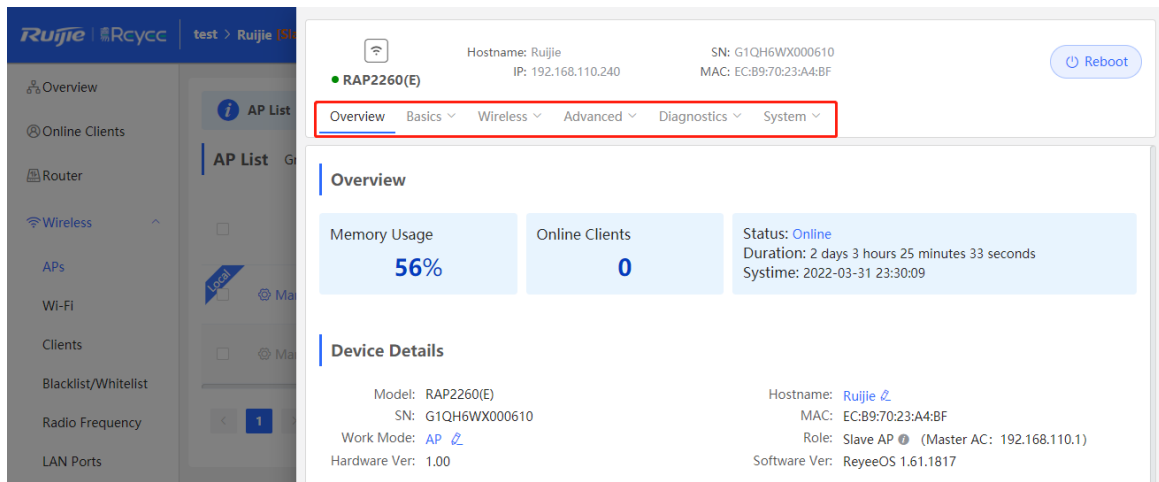 Ruijie | Rcycc
test > Ruijie [Sla
Overview
Online Clients
Router
Wireless
APs
Wi-Fi
Clients
Blacklist/Whitelist
Radio Frequency
LAN Ports
AP List
AP List
Local
Ma
Ma
1
RAP2260(E)
Hostname: Ruijie
SN: G1QH6WX000610
IP: 192.168.110.240
MAC: EC:B9:70:23:A4:BF
Reboot
Overview Basics Wireless Advanced Diagnostics System
Overview
Memory Usage
56%
Online Clients
0
Status: Online
Duration: 2 days 3 hours 25 minutes 33 seconds
Systime: 2022-03-31 23:30:09
Device Details
Model: RAP2260(E)
Hostname: Ruijie
SN: G1QH6WX000610
MAC: EC:B9:70:23:A4:BF
Work Mode: AP
Role: Slave AP (Master AC: 192.168.110.1)
Hardware Ver: 1.00
Software Ver: ReyeeOS 1.61.1817